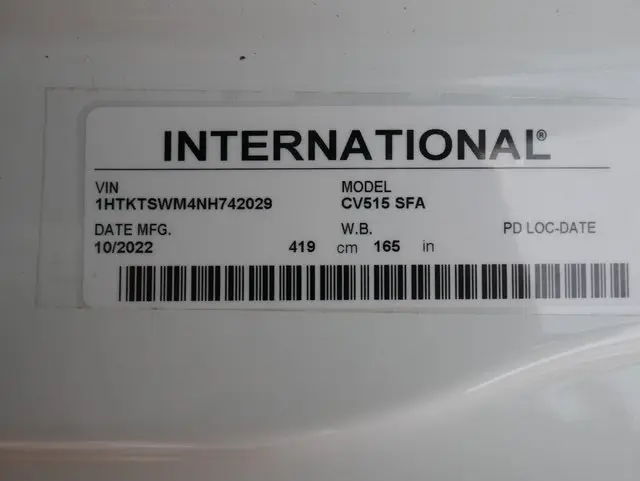 INTERNATIONAL®
VIN MODEL
1HTKTSWM4NH742029 CV515 SFA
DATE MFG. W.B. PD LOC-DATE
10/2022 419 cm 165 in